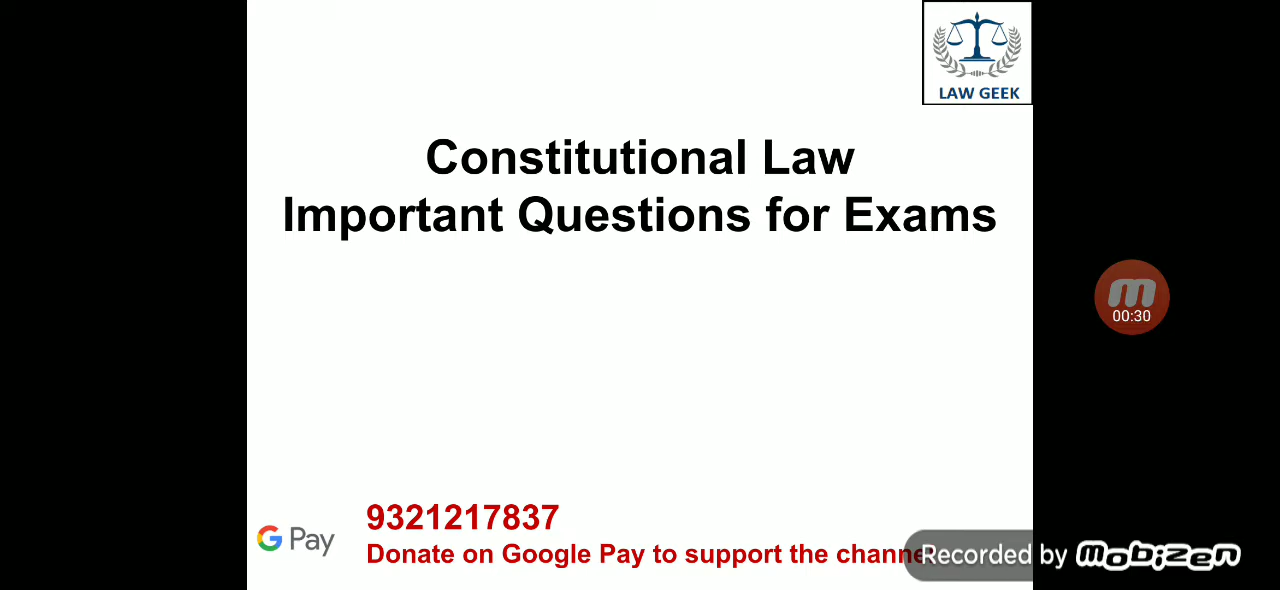 LAW GEEK
Constitutional Law
Important Questions for Exams
00:30
9321217837
G Pay
Donate on Google Pay to support the channel
Recorded by mobizen